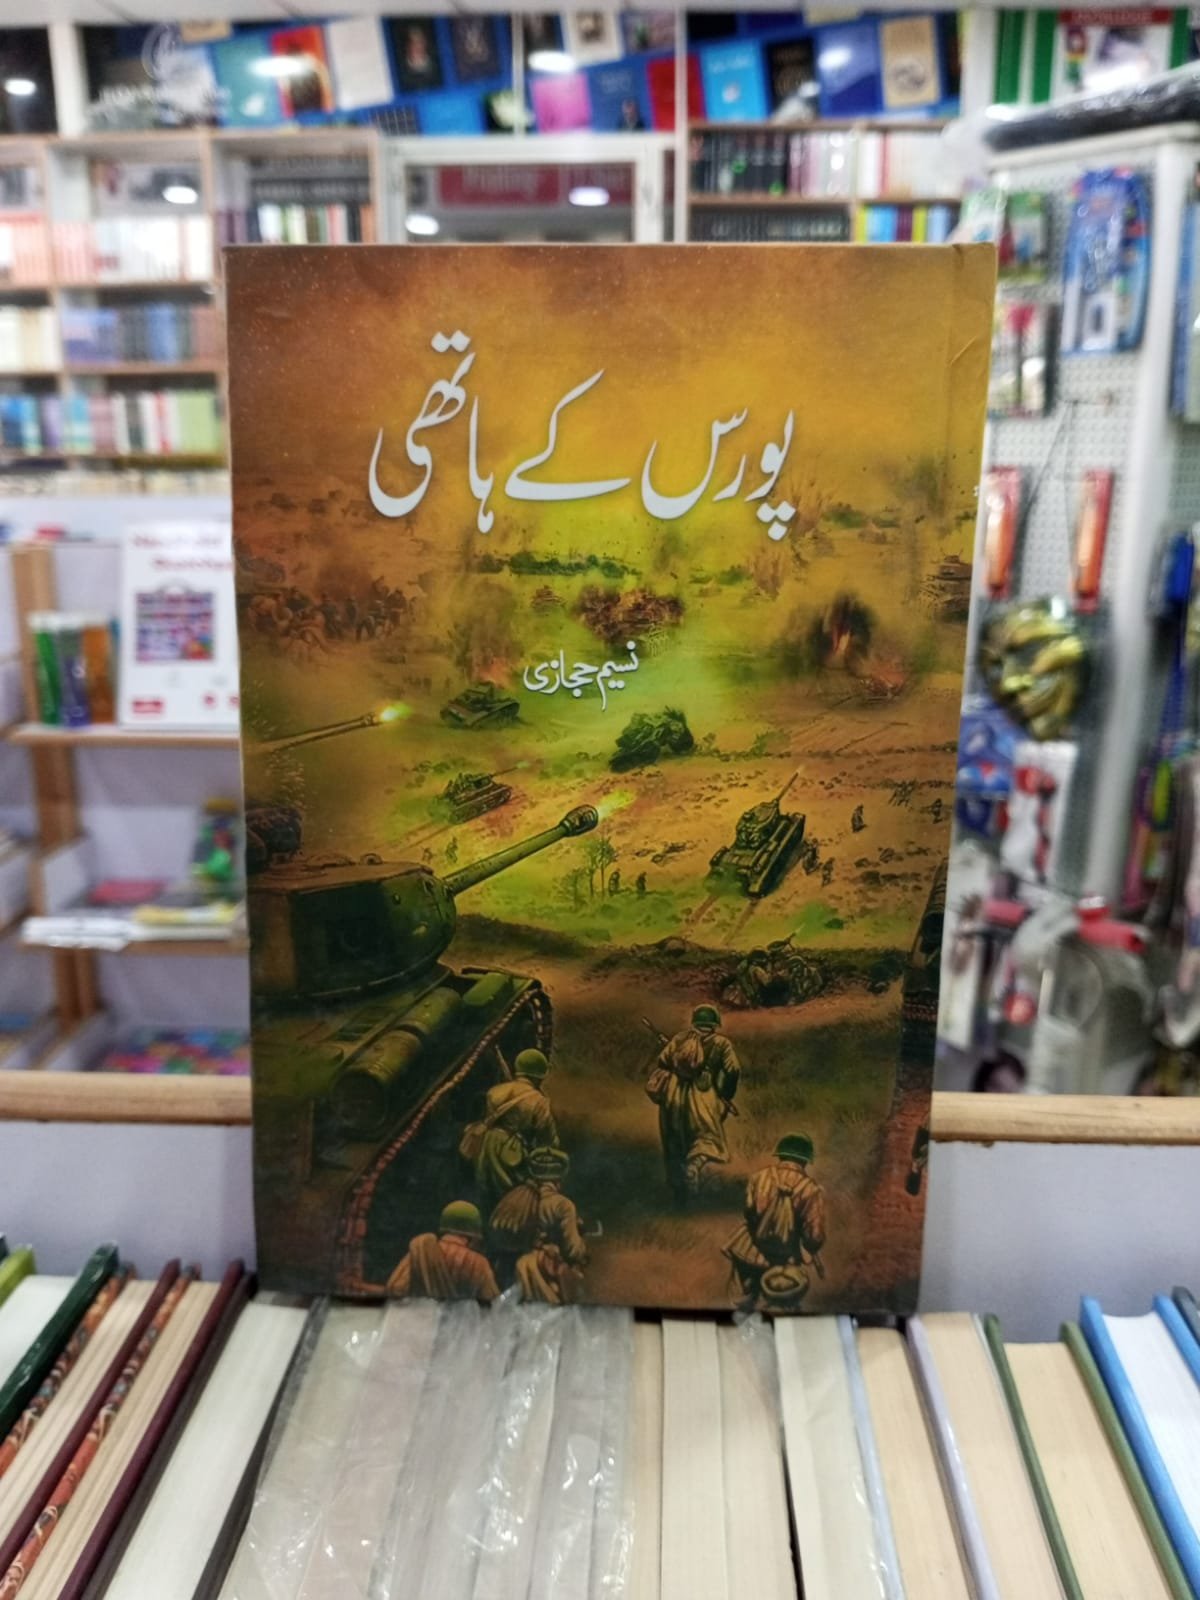 پورس کے ہاتھی
نسیم حجازی